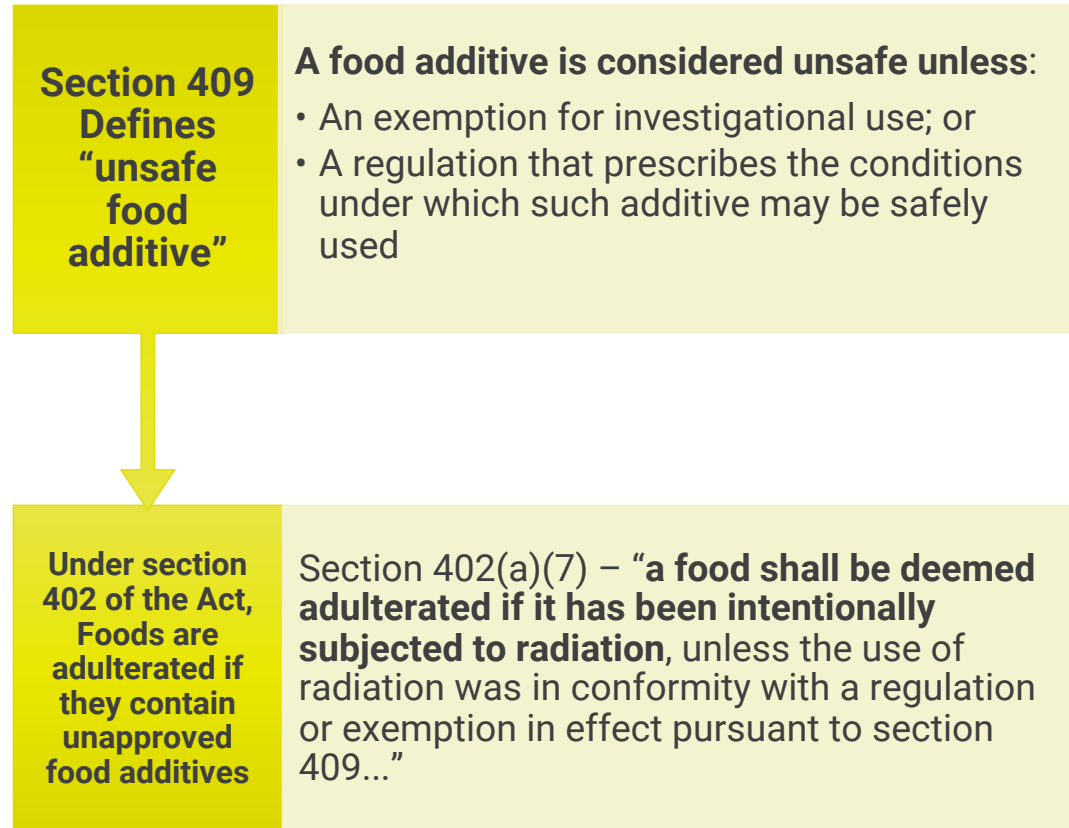 Section 409
Defines
“unsafe
food
additive”
A food additive is considered unsafe unless:
• An exemption for investigational use; or
• A regulation that prescribes the conditions
under which such additive may be safely
used
Under section
402 of the Act,
Foods are
adulterated if
they contain
unapproved
food additives
Section 402(a)(7) – “a food shall be deemed
adulterated if it has been intentionally
subjected to radiation, unless the use of
radiation was in conformity with a regulation
or exemption in effect pursuant to section
409...”